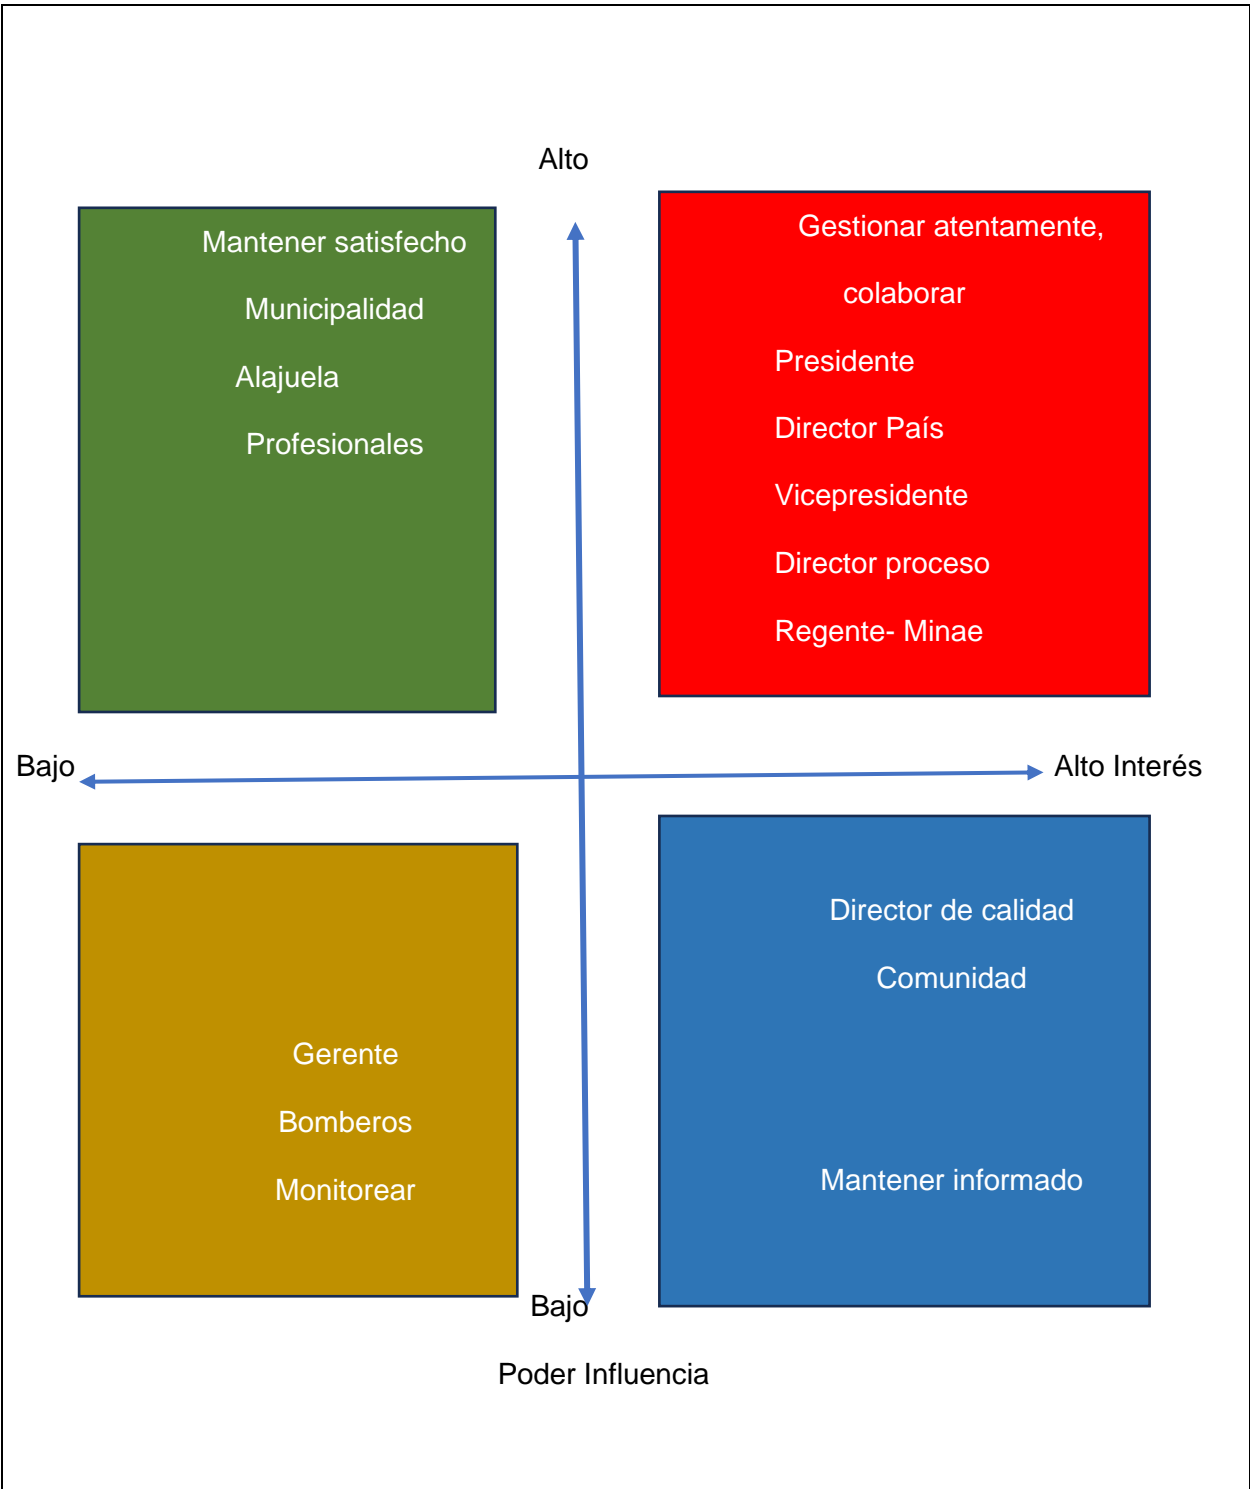 Alto
Mantener satisfecho
Municipalidad
Alajuela
Profesionales
Gestionar atentamente,
colaborar
Presidente
Director País
Vicepresidente
Director proceso
Regente- Minae
Bajo
Alto Interés
Gerente
Bomberos
Monitorear
Director de calidad
Comunidad
Mantener informado
Bajo
Poder Influencia